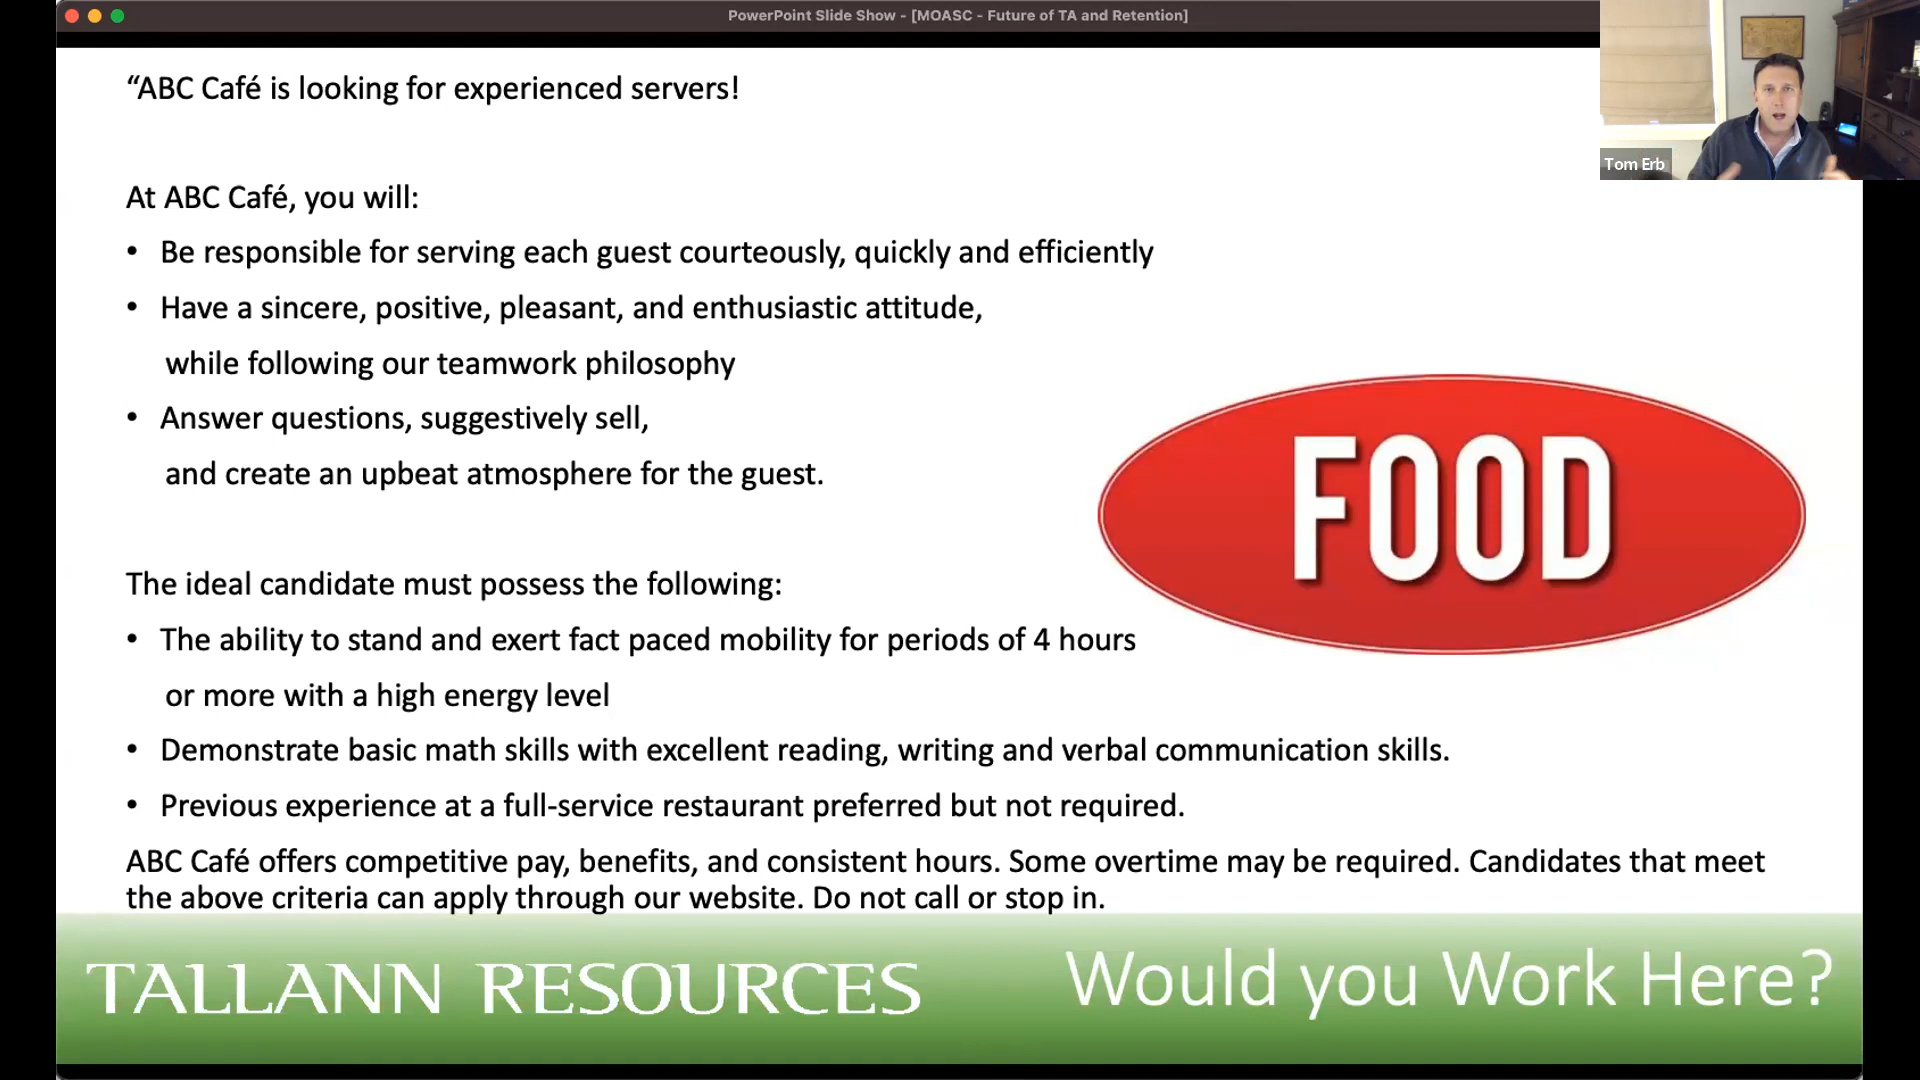 PowerPoint Slide Show - [MOASC - Future of TA and Retention]
“ABC Café is looking for experienced servers!
Tom Erb
At ABC Café, you will:
• Be responsible for serving each guest courteously, quickly and efficiently
• Have a sincere, positive, pleasant, and enthusiastic attitude,
while following our teamwork philosophy
• Answer questions, suggestively sell,
and create an upbeat atmosphere for the guest.
FOOD
The ideal candidate must possess the following:
• The ability to stand and exert fact paced mobility for periods of 4 hours
or more with a high energy level
• Demonstrate basic math skills with excellent reading, writing and verbal communication skills.
• Previous experience at a full-service restaurant preferred but not required.
ABC Café offers competitive pay, benefits, and consistent hours. Some overtime may be required. Candidates that meet
the above criteria can apply through our website. Do not call or stop in.
TALLANN RESOURCES
Would you Work Here?